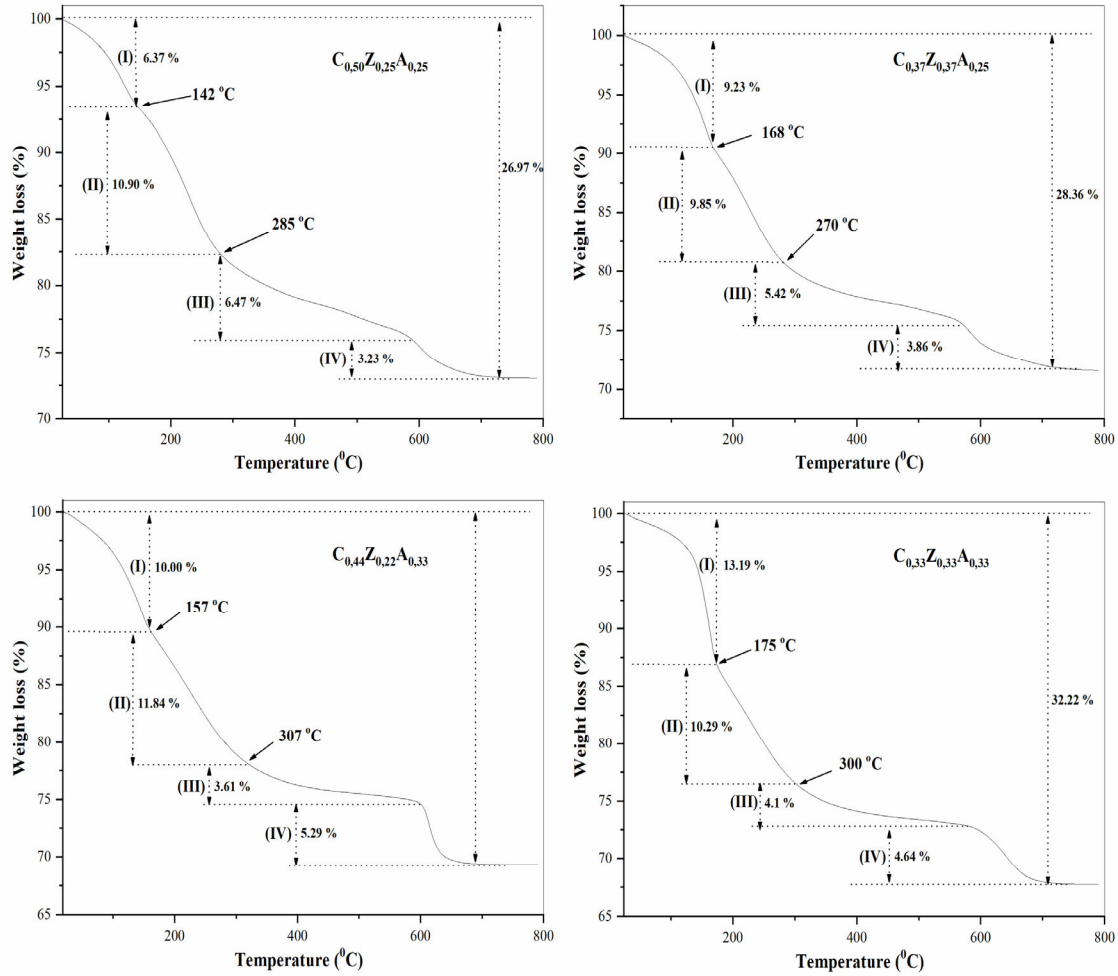 100
95
90
85
80
75
70
Weight loss (%)
200
400
600
800
Temperature (⁰C)
C0,50Z0,25A0,25
(I)
6.37 %
142 °C
(II)
10.90 %
285 °C
(III)
6.47 %
(IV)
3.23 %
26.97 %
100
95
90
85
80
75
70
Weight loss (%)
200
400
600
800
Temperature (⁰C)
C0,37Z0,37A0,25
(I)
9.23 %
168 °C
(II)
9.85 %
270 °C
(III)
5.42 %
(IV)
3.86 %
28.36 %
100
95
90
85
80
75
70
65
Weight loss (%)
200
400
600
800
Temperature (⁰C)
C0,44Z0,22A0,33
(I)
10.00 %
157 °C
(II)
11.84 %
307 °C
(III)
3.61 %
(IV)
5.29 %
100
95
90
85
80
75
70
65
Weight loss (%)
200
400
600
800
Temperature (⁰C)
C0,33Z0,33A0,33
(I)
13.19 %
175 °C
(II)
10.29 %
300 °C
(III)
4.1 %
(IV)
4.64 %
32.22 %